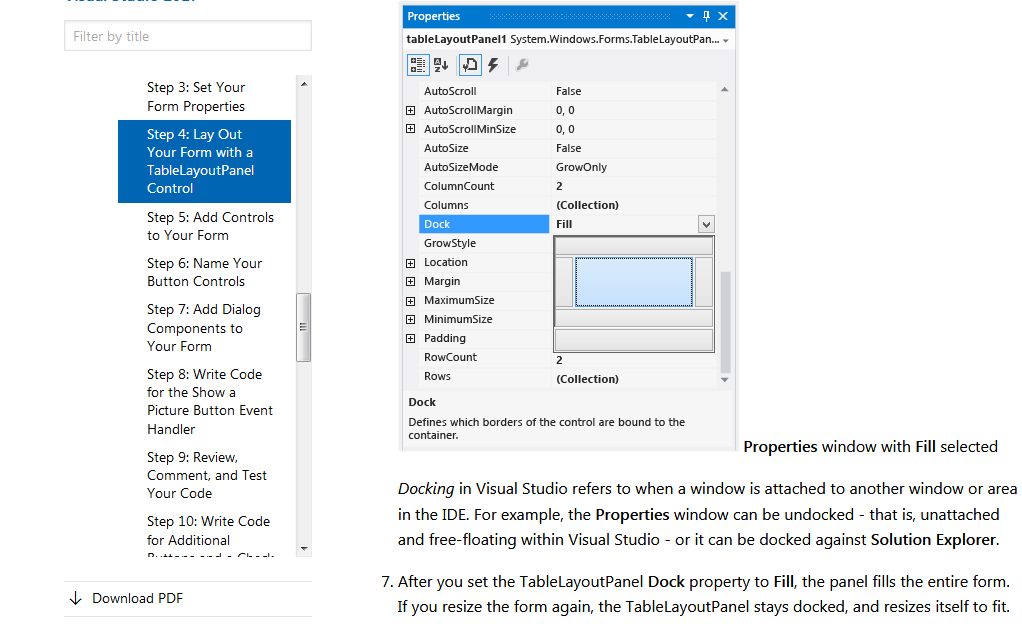 Filter by title
Step 3: Set Your
Form Properties
Step 4: Lay Out
Your Form with a
TableLayoutPanel
Control
Step 5: Add Controls
to Your Form
Step 6: Name Your
Button Controls
Step 7: Add Dialog
Components to
Your Form
Step 8: Write Code
for the Show a
Picture Button Event
Handler
Step 9: Review,
Comment, and Test
Your Code
Step 10: Write Code
for Additional
Download PDF
Properties
tableLayoutPanel1 System.Windows.Forms.TableLayoutPan...
AutoScroll False
AutoScrollMargin 0, 0
AutoScrollMinSize 0, 0
AutoSize False
AutoSizeMode GrowOnly
ColumnCount 2
Columns (Collection)
Dock Fill
GrowStyle
Location
Margin
MaximumSize
MinimumSize
Padding
RowCount 2
Rows (Collection)
Dock
Defines which borders of the control are bound to the
container.
Properties window with Fill selected
Docking in Visual Studio refers to when a window is attached to another window or area
in the IDE. For example, the Properties window can be undocked - that is, unattached
and free-floating within Visual Studio - or it can be docked against Solution Explorer.
7. After you set the TableLayoutPanel Dock property to Fill, the panel fills the entire form.
If you resize the form again, the TableLayoutPanel stays docked, and resizes itself to fit.